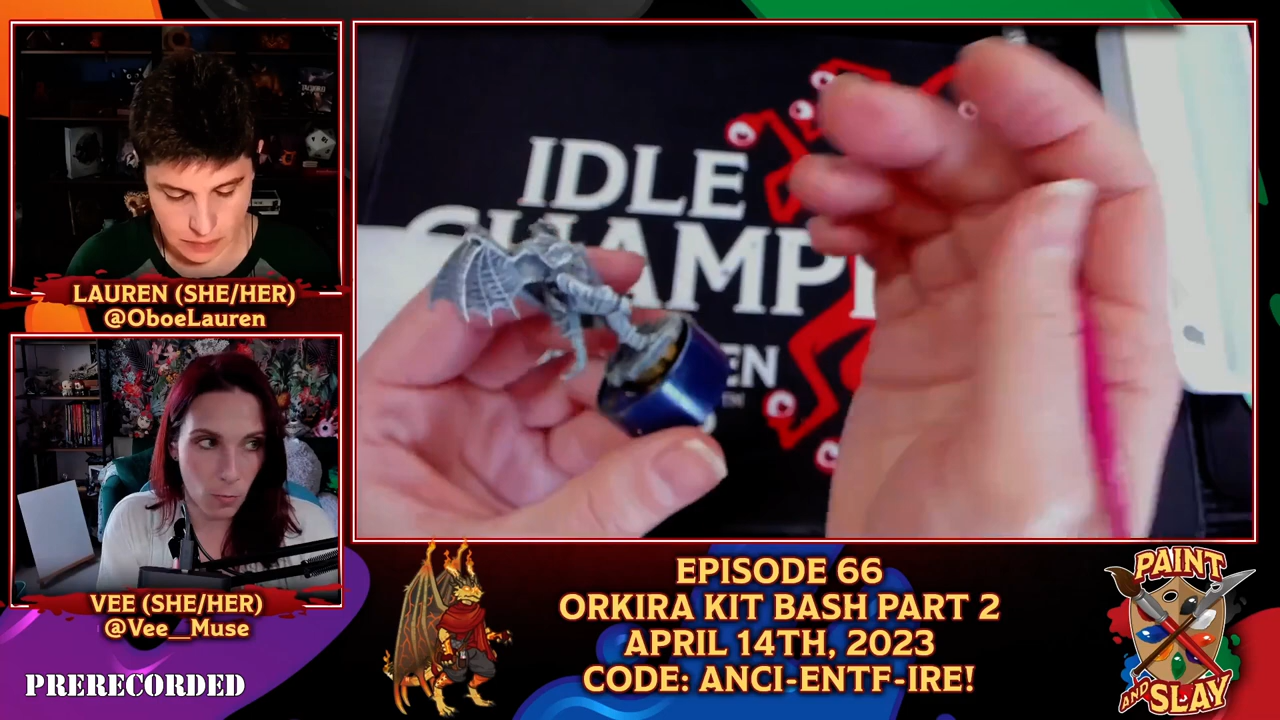 LAUREN (SHE/HER)
@OboeLauren
VEE (SHE/HER)
@Vee__Muse
PRERECORDED
IDLE
CHAMPI
EN
EPISODE 66
ORKIRA KIT BASH PART 2
APRIL 14TH, 2023
CODE: ANCI-ENTF-IRE!
PAINT
AND SLAY